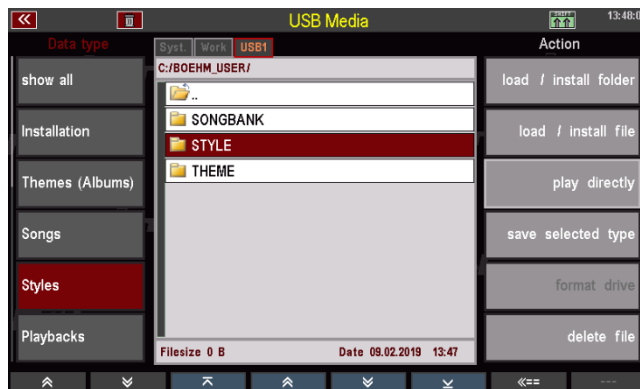 USB Media
SHIFT
13:48:0
Data type
Syst.
Work
USB1
Action
C:/BOEHM_USER/
show all
..
load / install folder
SONGBANK
Installation
STYLE
load / install file
THEME
Themes (Albums)
play directly
Songs
save selected type
Styles
format drive
Playbacks
delete file
Filesize 0 B
Date 09.02.2019 13:47
<==
---